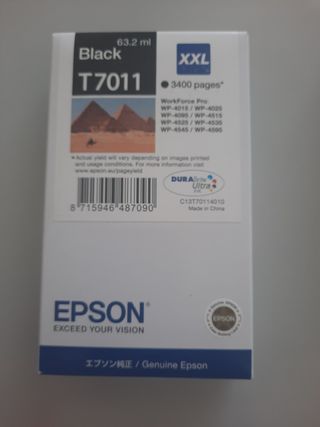 63.2 ml
Black
T7011
XXL
3400 pages*
WorkForce Pro
WP-4015 / WP-4025
WP-4095 / WP-4515
WP-4525 / WP-4535
WP-4545 / WP-4595
*Actual yield will vary depending on images printed
and usage conditions. For more information visit
www.epson.eu/pageyield
DURABrite
Ultra
INK
8 715946 487090
C13T70114010
Made in China
EPSON
EXCEED YOUR VISION
EPSON
エプソン純正 / Genuine Epson